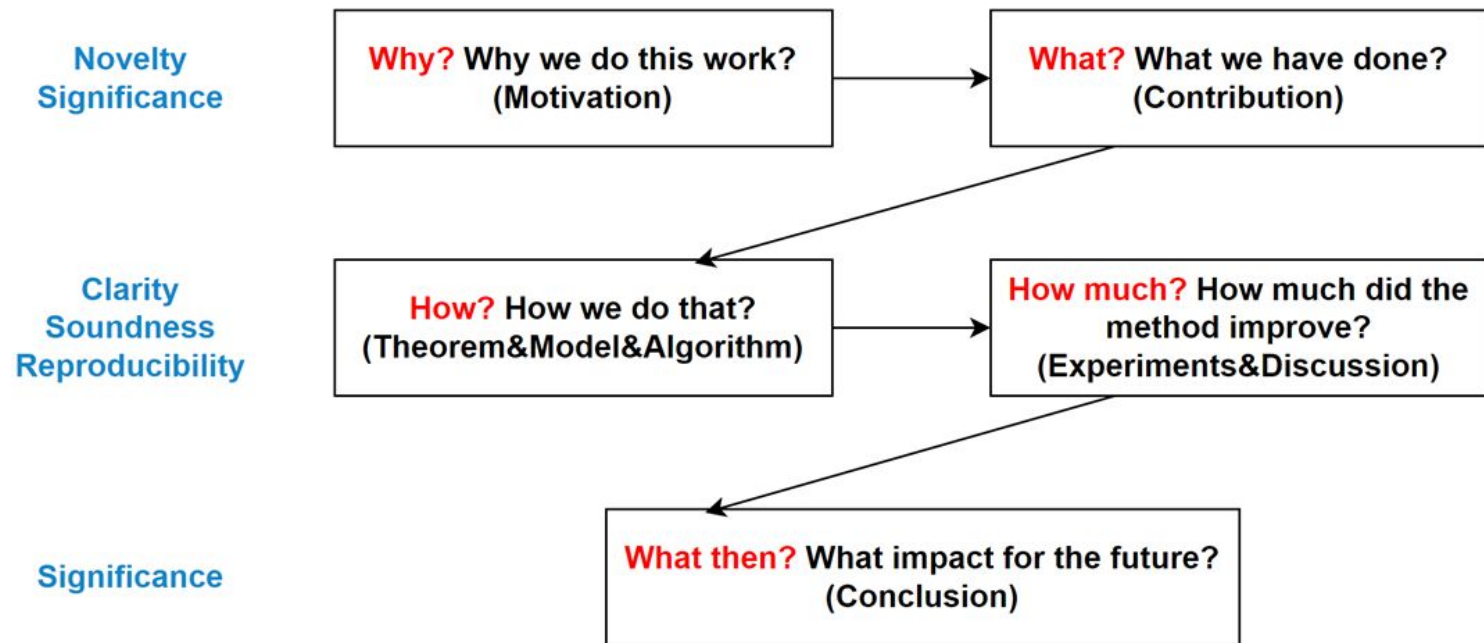 Novelty
Significance
Why? Why we do this work?
(Motivation)
What? What we have done?
(Contribution)
Clarity
Soundness
Reproducibility
How? How we do that?
(Theorem&Model&Algorithm)
How much? How much did the
method improve?
(Experiments&Discussion)
Significance
What then? What impact for the future?
(Conclusion)